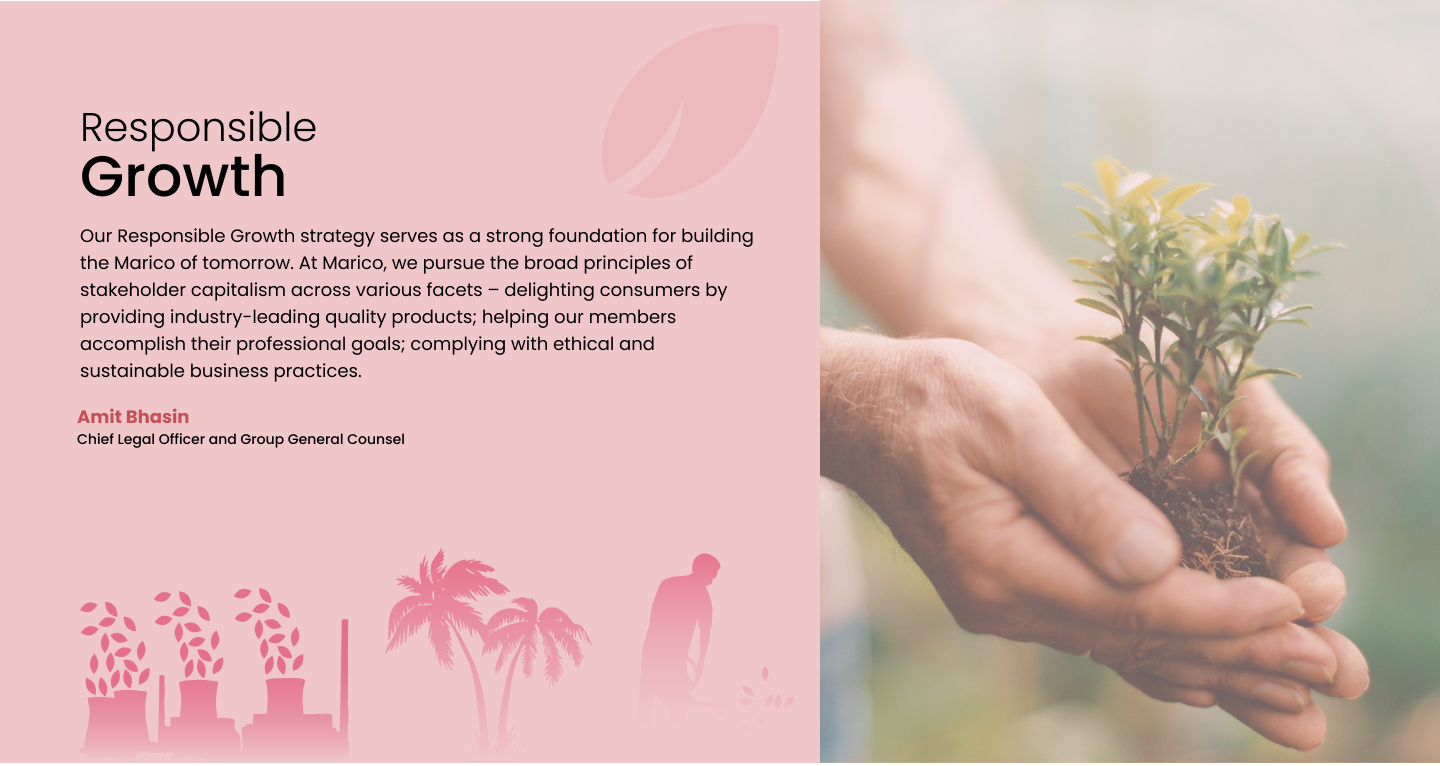 Responsible
Growth
Our Responsible Growth strategy serves as a strong foundation for building
the Marico of tomorrow. At Marico, we pursue the broad principles of
stakeholder capitalism across various facets – delighting consumers by
providing industry-leading quality products; helping our members
accomplish their professional goals; complying with ethical and
sustainable business practices.
Amit Bhasin
Chief Legal Officer and Group General Counsel